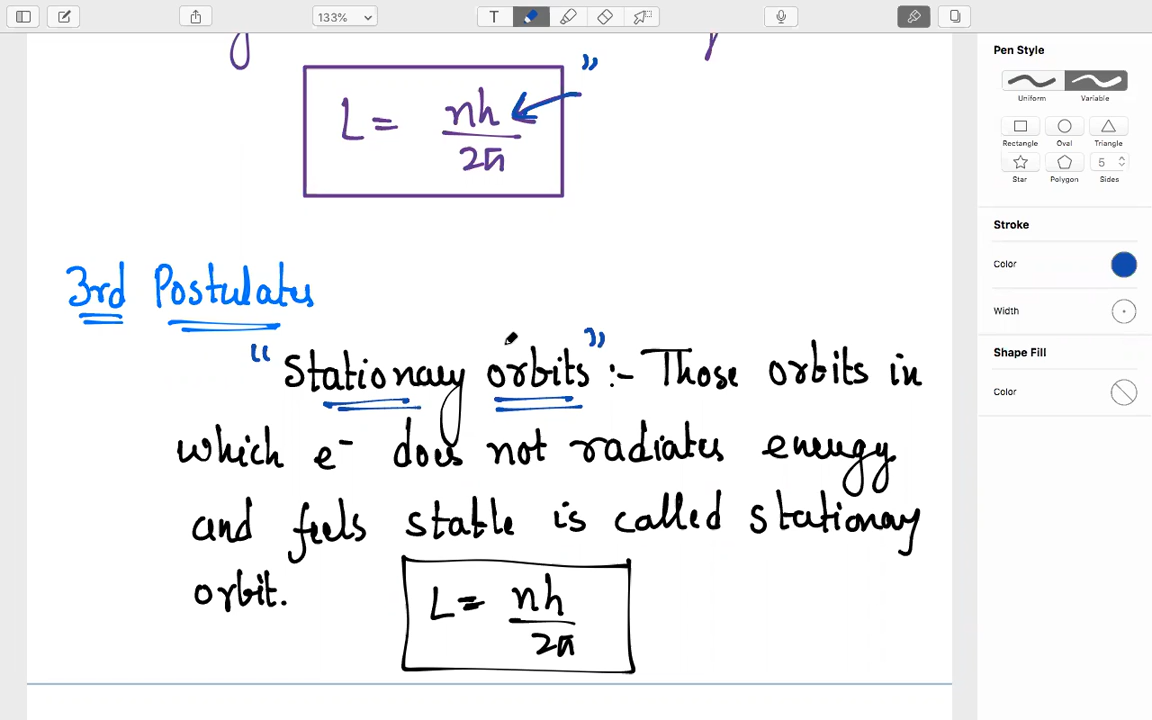 133%
T
”
L = nh/2π
3rd Postulates
“ Stationary orbits ” :- Those orbits in
which e⁻ does not radiates energy
and feels stable is called stationary
orbit.
L = nh/2π
Pen Style
Uniform Variable
Rectangle Oval Triangle
5
Star Polygon Sides
Stroke
Color
Width
Shape Fill
Color